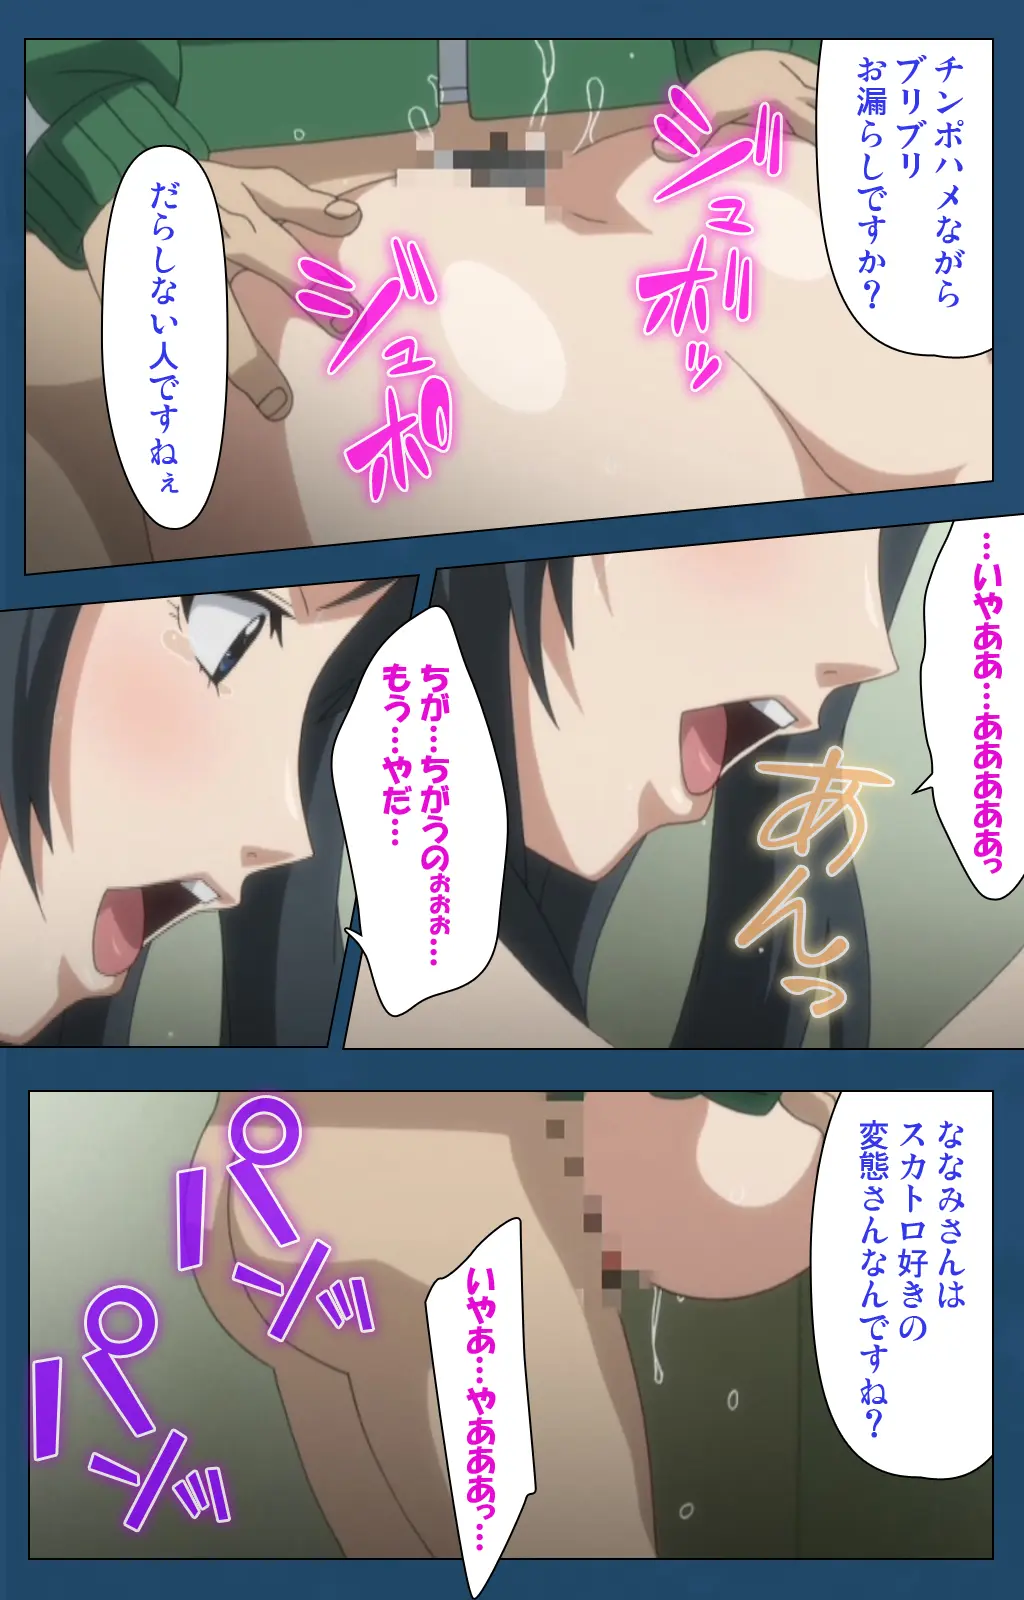 チンポハメながら
ブリブリ
お漏らしですか?
ジュ
ボッ
ジュ
ポ
だらしない人ですねぇ
…いやああ…あああああっ
あんっ
ちが…ちがうのぉぉぉ…
もう…やだ…
ななみさんは
スカトロ好きの
変態さんなんですね?
パンッ
パンッ
いやあ…やあああっ…